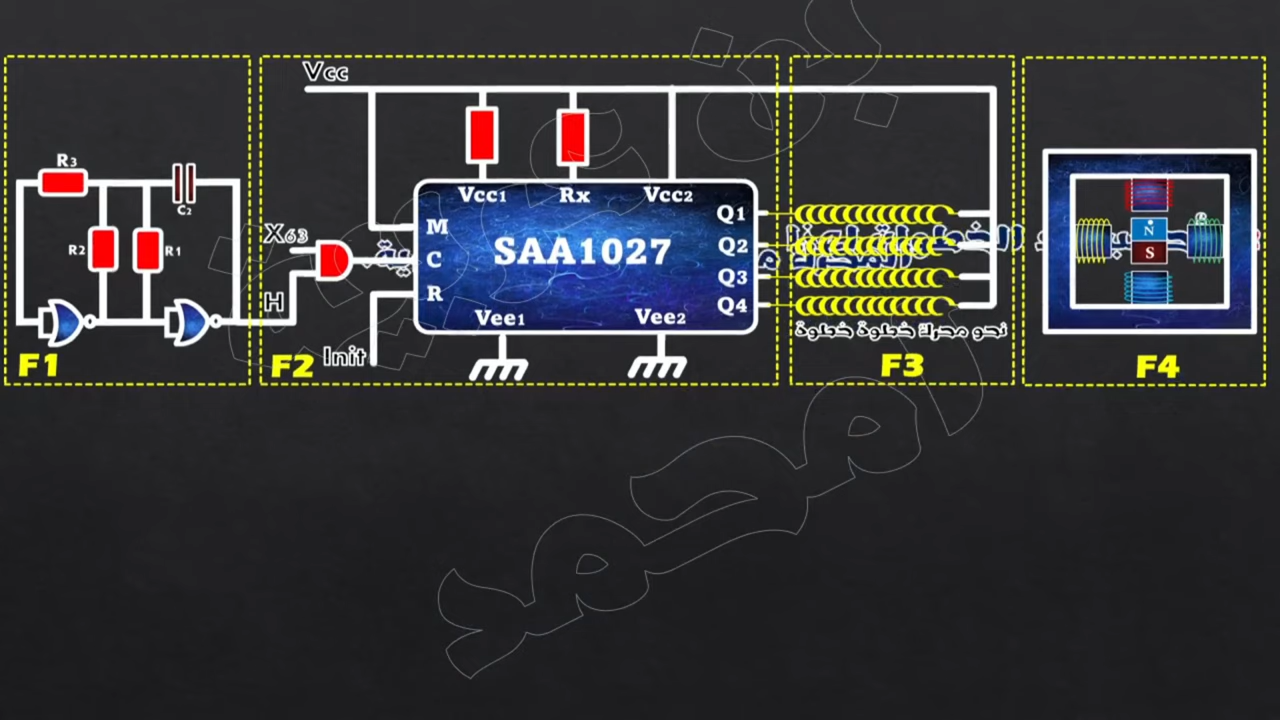 Vcc
R3
C2
R2
R1
F1
X63
H
Init
F2
Vcc1 Rx Vcc2
M
C
R
SAA1027
Q1
Q2
Q3
Q4
Vee1 Vee2
نحو محرك خطوة خطوة
F3
N
S
F4